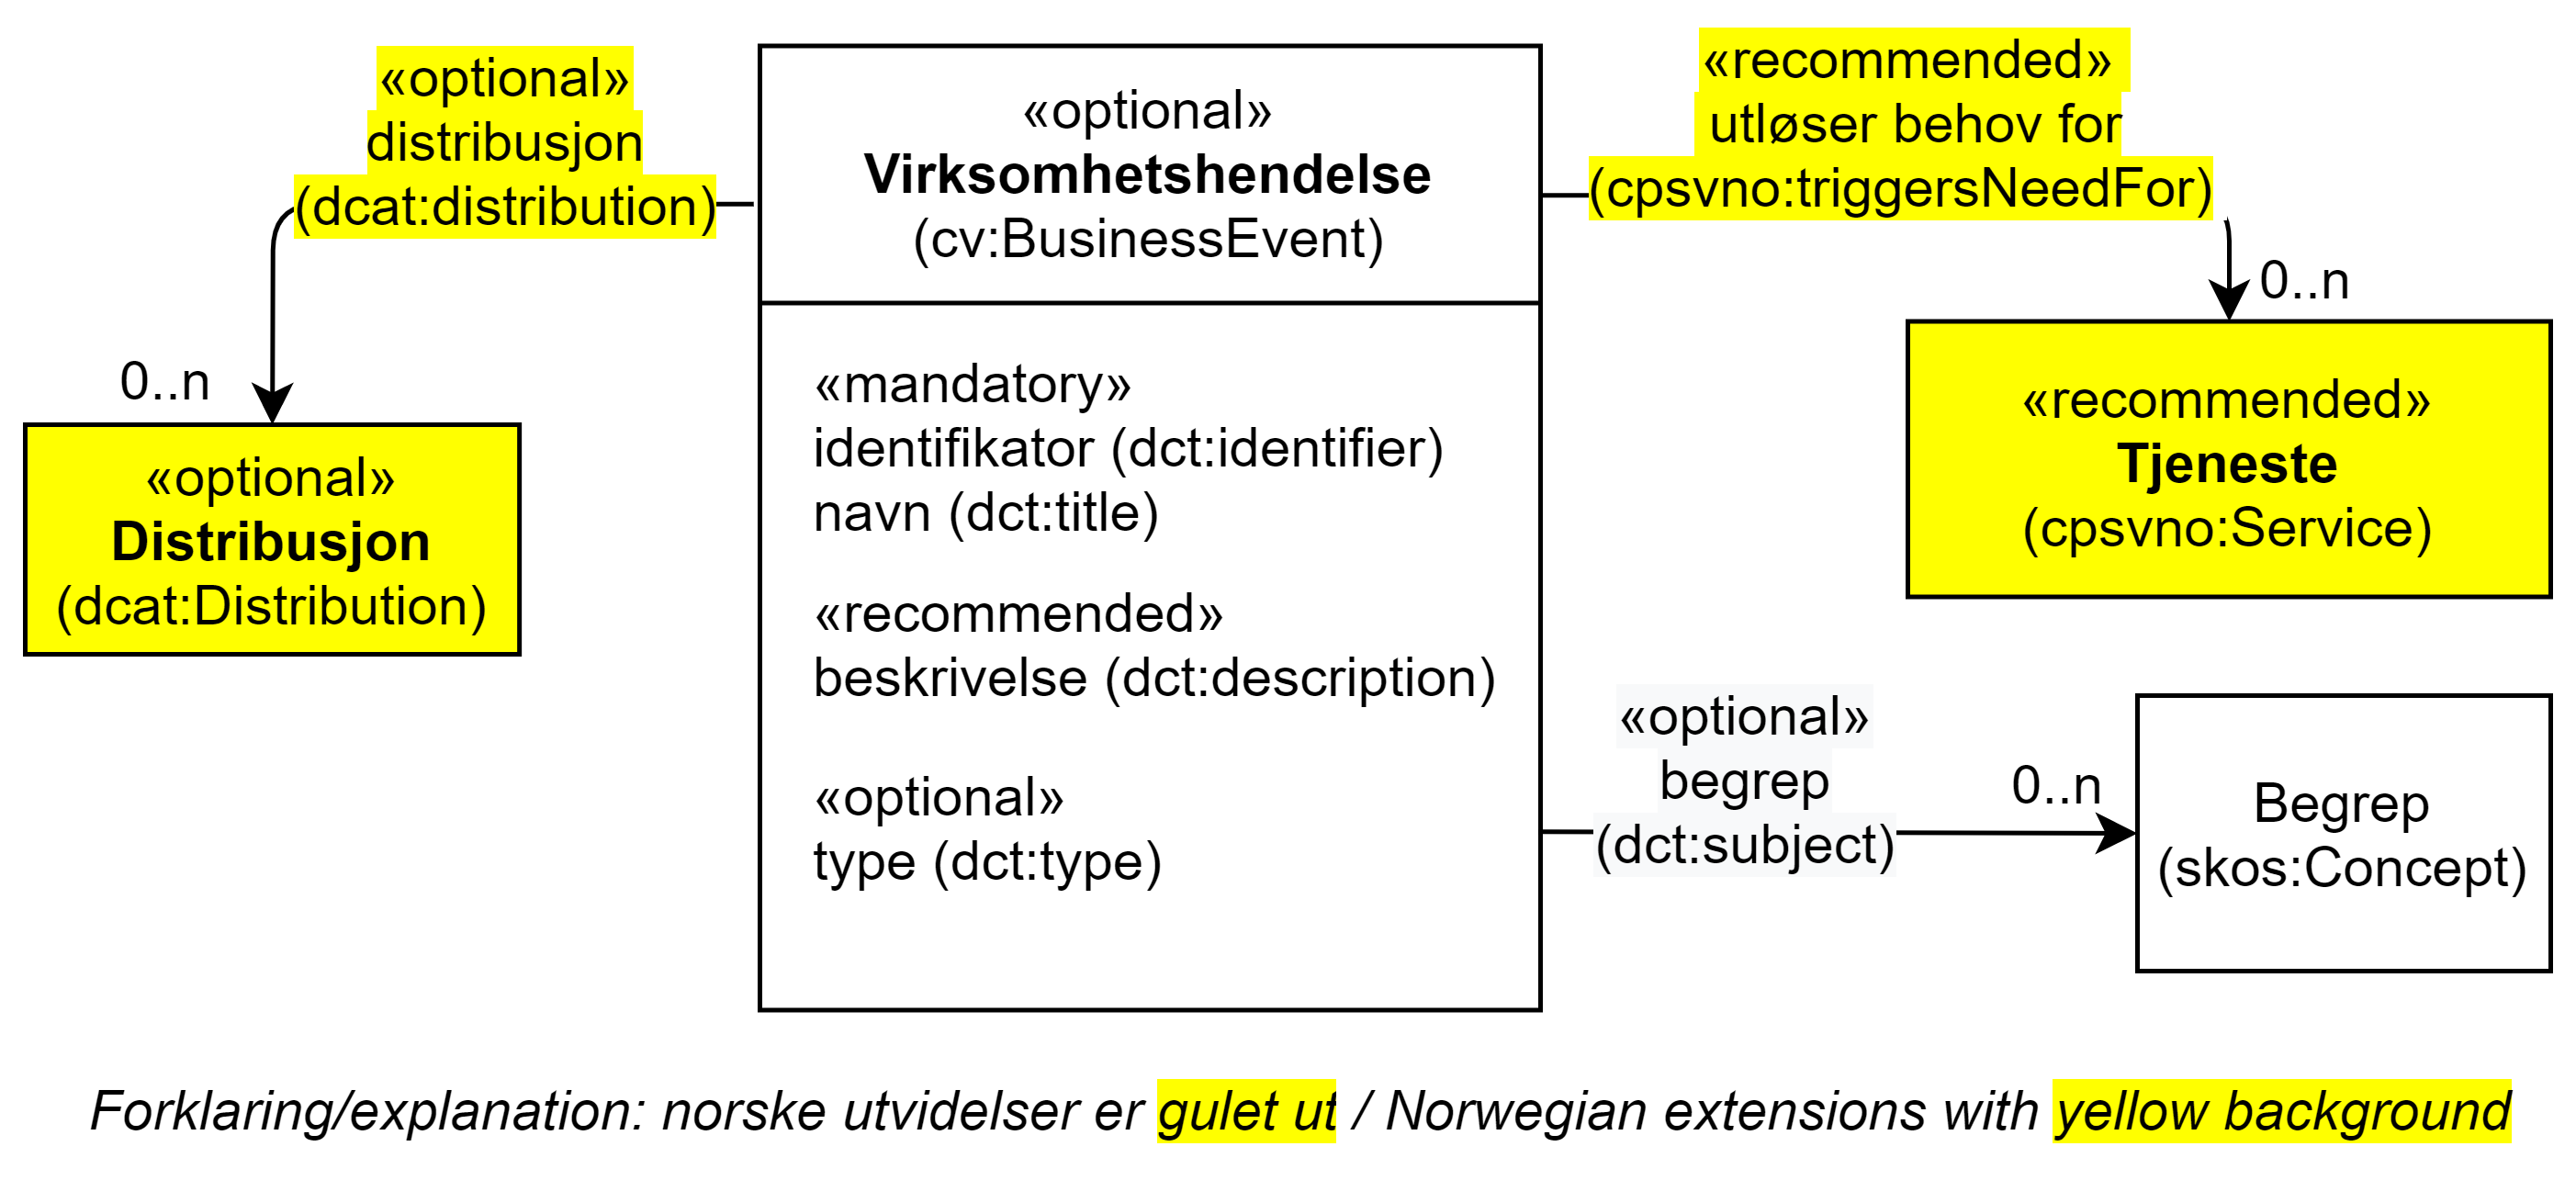 «optional»
distribusjon
(dcat:distribution)
0..n
«optional»
Distribusjon
(dcat:Distribution)
«optional»
Virksomhetshendelse
(cv:BusinessEvent)
«mandatory»
identifikator (dct:identifier)
navn (dct:title)
«recommended»
beskrivelse (dct:description)
«optional»
type (dct:type)
«recommended»
utløser behov for
(cpsvno:triggersNeedFor)
0..n
«recommended»
Tjeneste
(cpsvno:Service)
«optional»
begrep
(dct:subject)
0..n
Begrep
(skos:Concept)
Forklaring/explanation: norske utvidelser er gulet ut / Norwegian extensions with yellow background